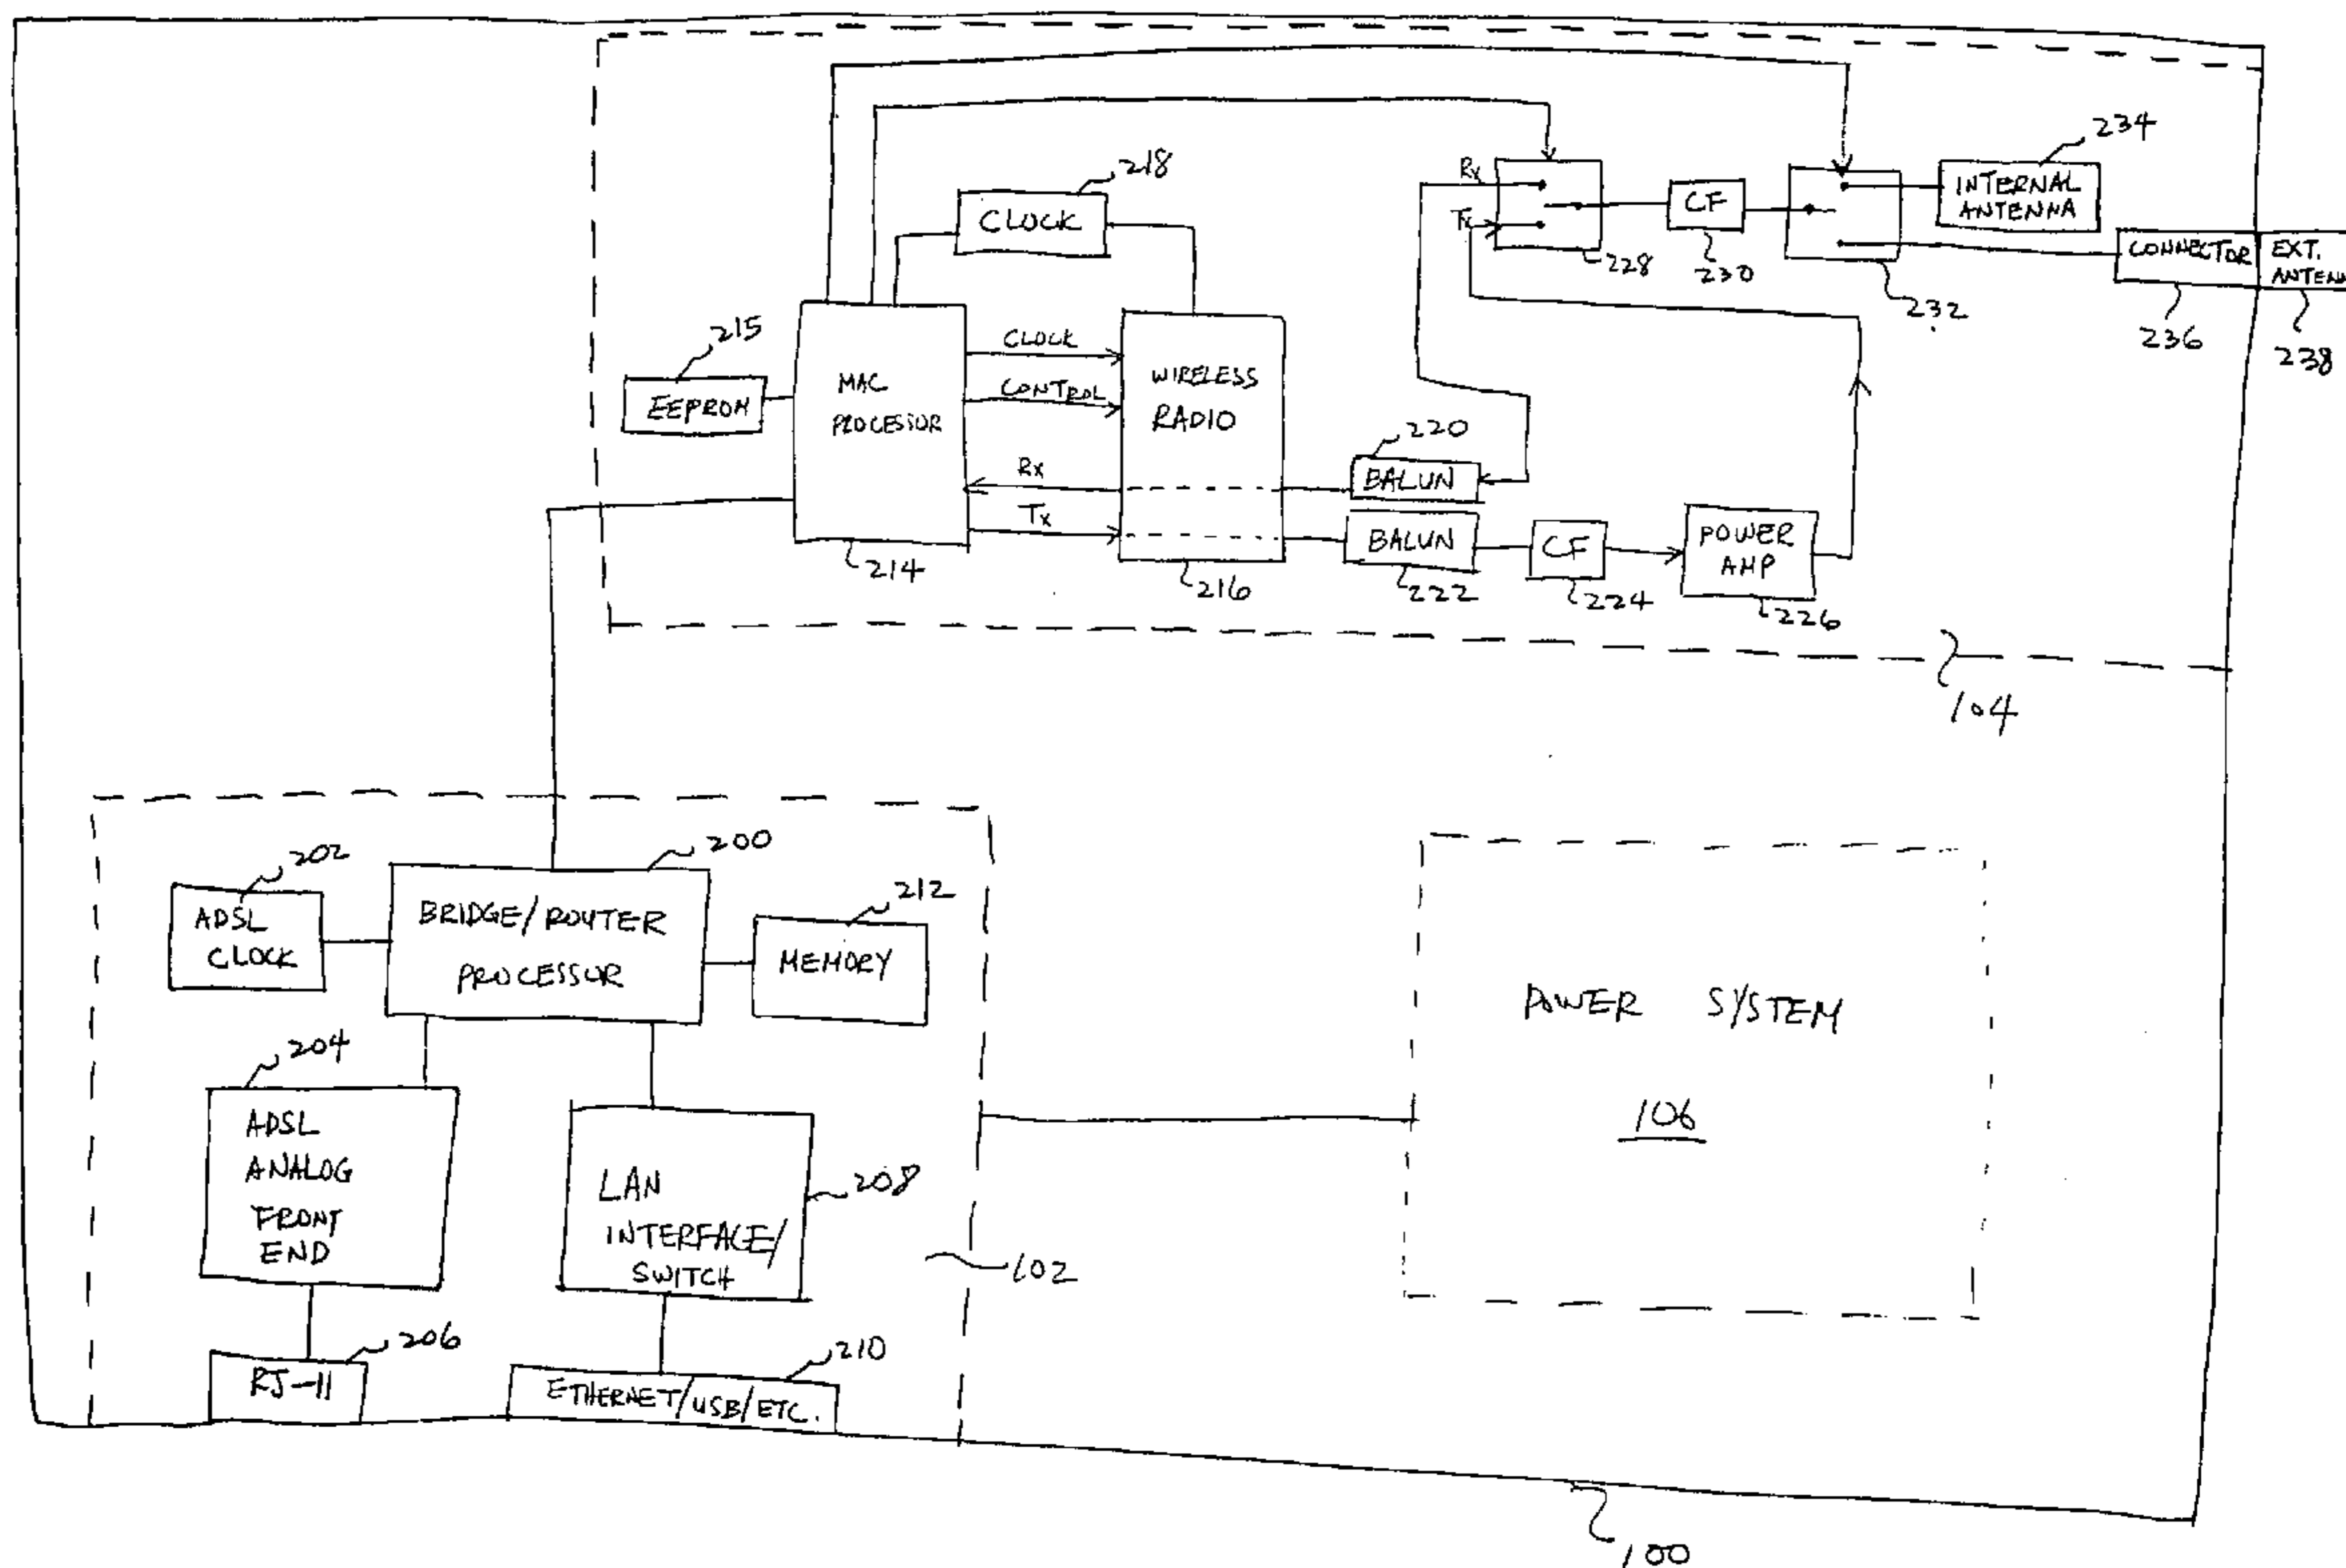 234
218
Rx
INTERNAL
ANTENNA
CLOCK
CF
Tx
CONNECTOR
EXT.
ANTENN
228
230
232
236
238
215
CLOCK
MAC
PROCESSOR
WIRELESS
RADIO
EEPROM
CONTROL
220
Rx
BALUN
Tx
BALUN
CF
POWER
AMP
214
216
222
224
226
104
200
202
212
ADSL
CLOCK
BRIDGE/ROUTER
PROCESSOR
MEMORY
POWER SYSTEM
106
204
ADSL
ANALOG
FRONT
END
LAN
INTERFACE/
SWITCH
208
102
206
210
RJ-11
ETHERNET/USB/ETC.
100